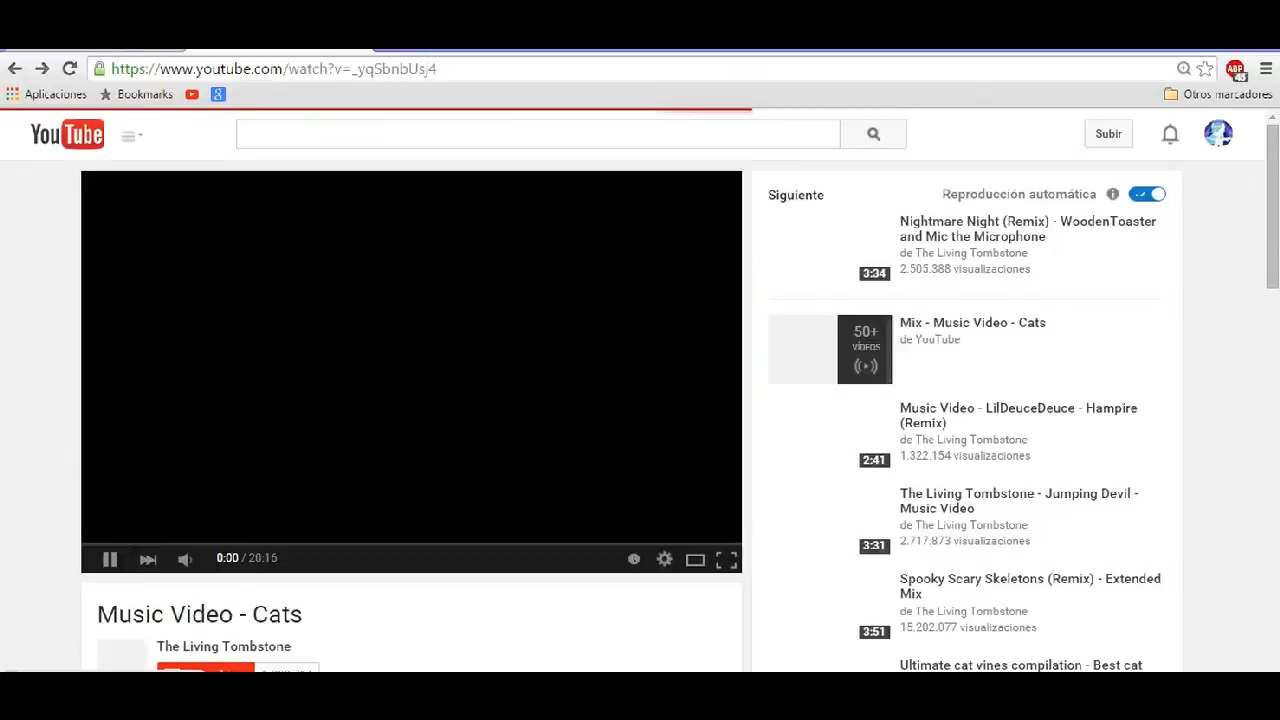 https://www.youtube.com/watch?v=_yqSbnbUsj4
ABP
45
Aplicaciones
Bookmarks
Otros marcadores
YouTube
Subir
Siguiente
Reproducción automática
Nightmare Night (Remix) - WoodenToaster
and Mic the Microphone
de The Living Tombstone
2.505.388 visualizaciones
3:34
50+
VÍDEOS
Mix - Music Video - Cats
de YouTube
Music Video - LilDeuceDeuce - Hampire
(Remix)
de The Living Tombstone
1.322.154 visualizaciones
2:41
The Living Tombstone - Jumping Devil -
Music Video
de The Living Tombstone
2.717.873 visualizaciones
3:31
Spooky Scary Skeletons (Remix) - Extended
Mix
de The Living Tombstone
15.202.077 visualizaciones
3:51
Ultimate cat vines compilation - Best cat
0:00 / 20:15
Music Video - Cats
The Living Tombstone